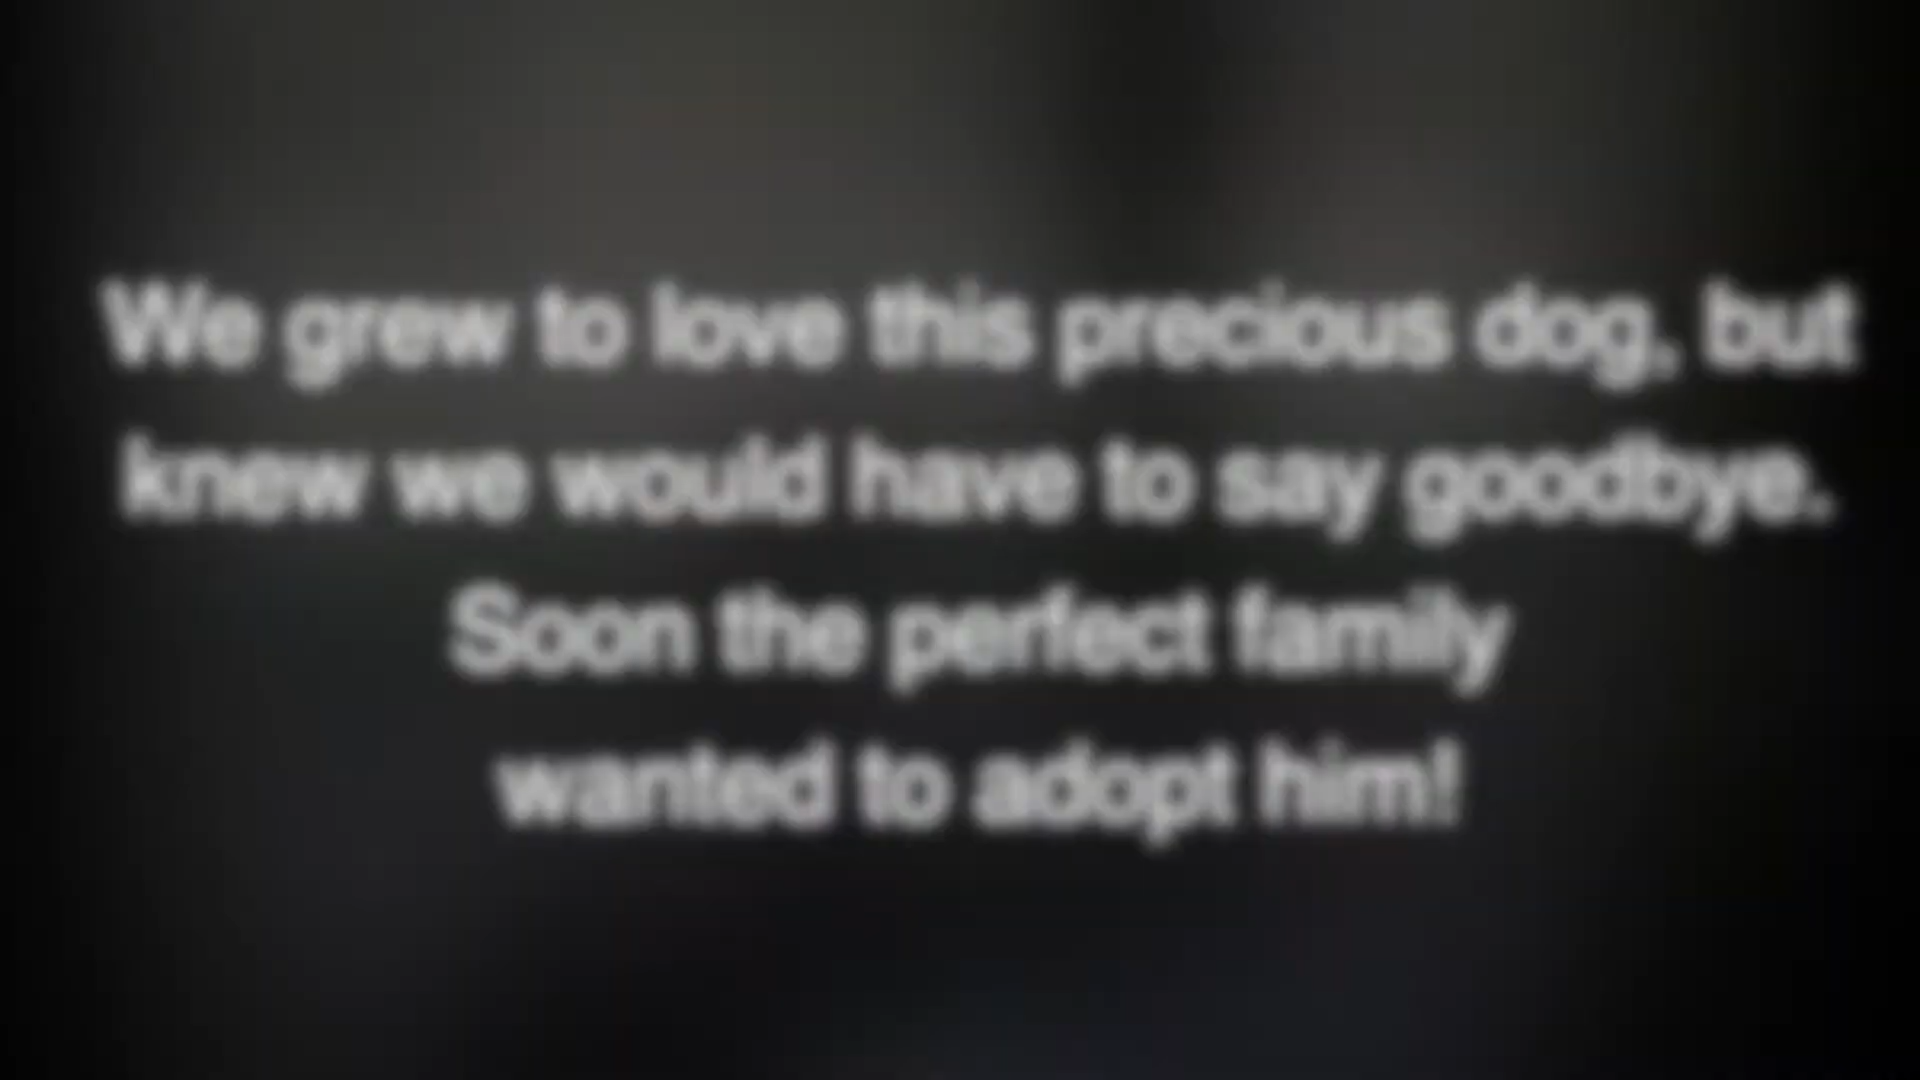 We grew to love this precious dog, but
knew we would have to say goodbye.
Soon the perfect family
wanted to adopt him!